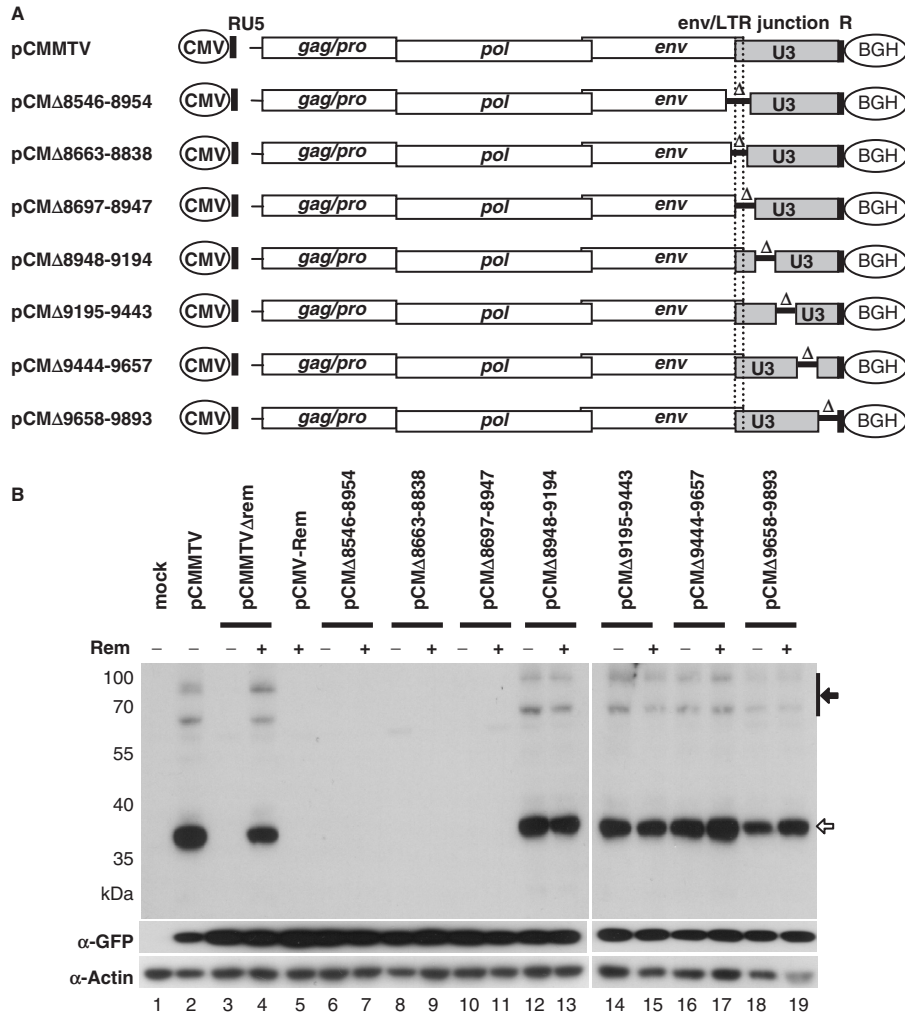 A
RU5
env/LTR junction R
pCMMTV CMV gag/pro pol env U3 BGH
pCMΔ8546-8954 CMV gag/pro pol env Δ U3 BGH
pCMΔ8663-8838 CMV gag/pro pol env Δ U3 BGH
pCMΔ8697-8947 CMV gag/pro pol env Δ U3 BGH
pCMΔ8948-9194 CMV gag/pro pol env Δ U3 BGH
pCMΔ9195-9443 CMV gag/pro pol env Δ U3 BGH
pCMΔ9444-9657 CMV gag/pro pol env U3 Δ BGH
pCMΔ9658-9893 CMV gag/pro pol env U3 Δ BGH
B
mock
pCMMTV
pCMMTVΔrem
pCMV-Rem
pCMΔ8546-8954
pCMΔ8663-8838
pCMΔ8697-8947
pCMΔ8948-9194
pCMΔ9195-9443
pCMΔ9444-9657
pCMΔ9658-9893
Rem – – – + + – + – + – + – + – + – + – +
100
70
55
40
35
kDa
α-GFP
α-Actin
1 2 3 4 5 6 7 8 9 10 11 12 13 14 15 16 17 18 19